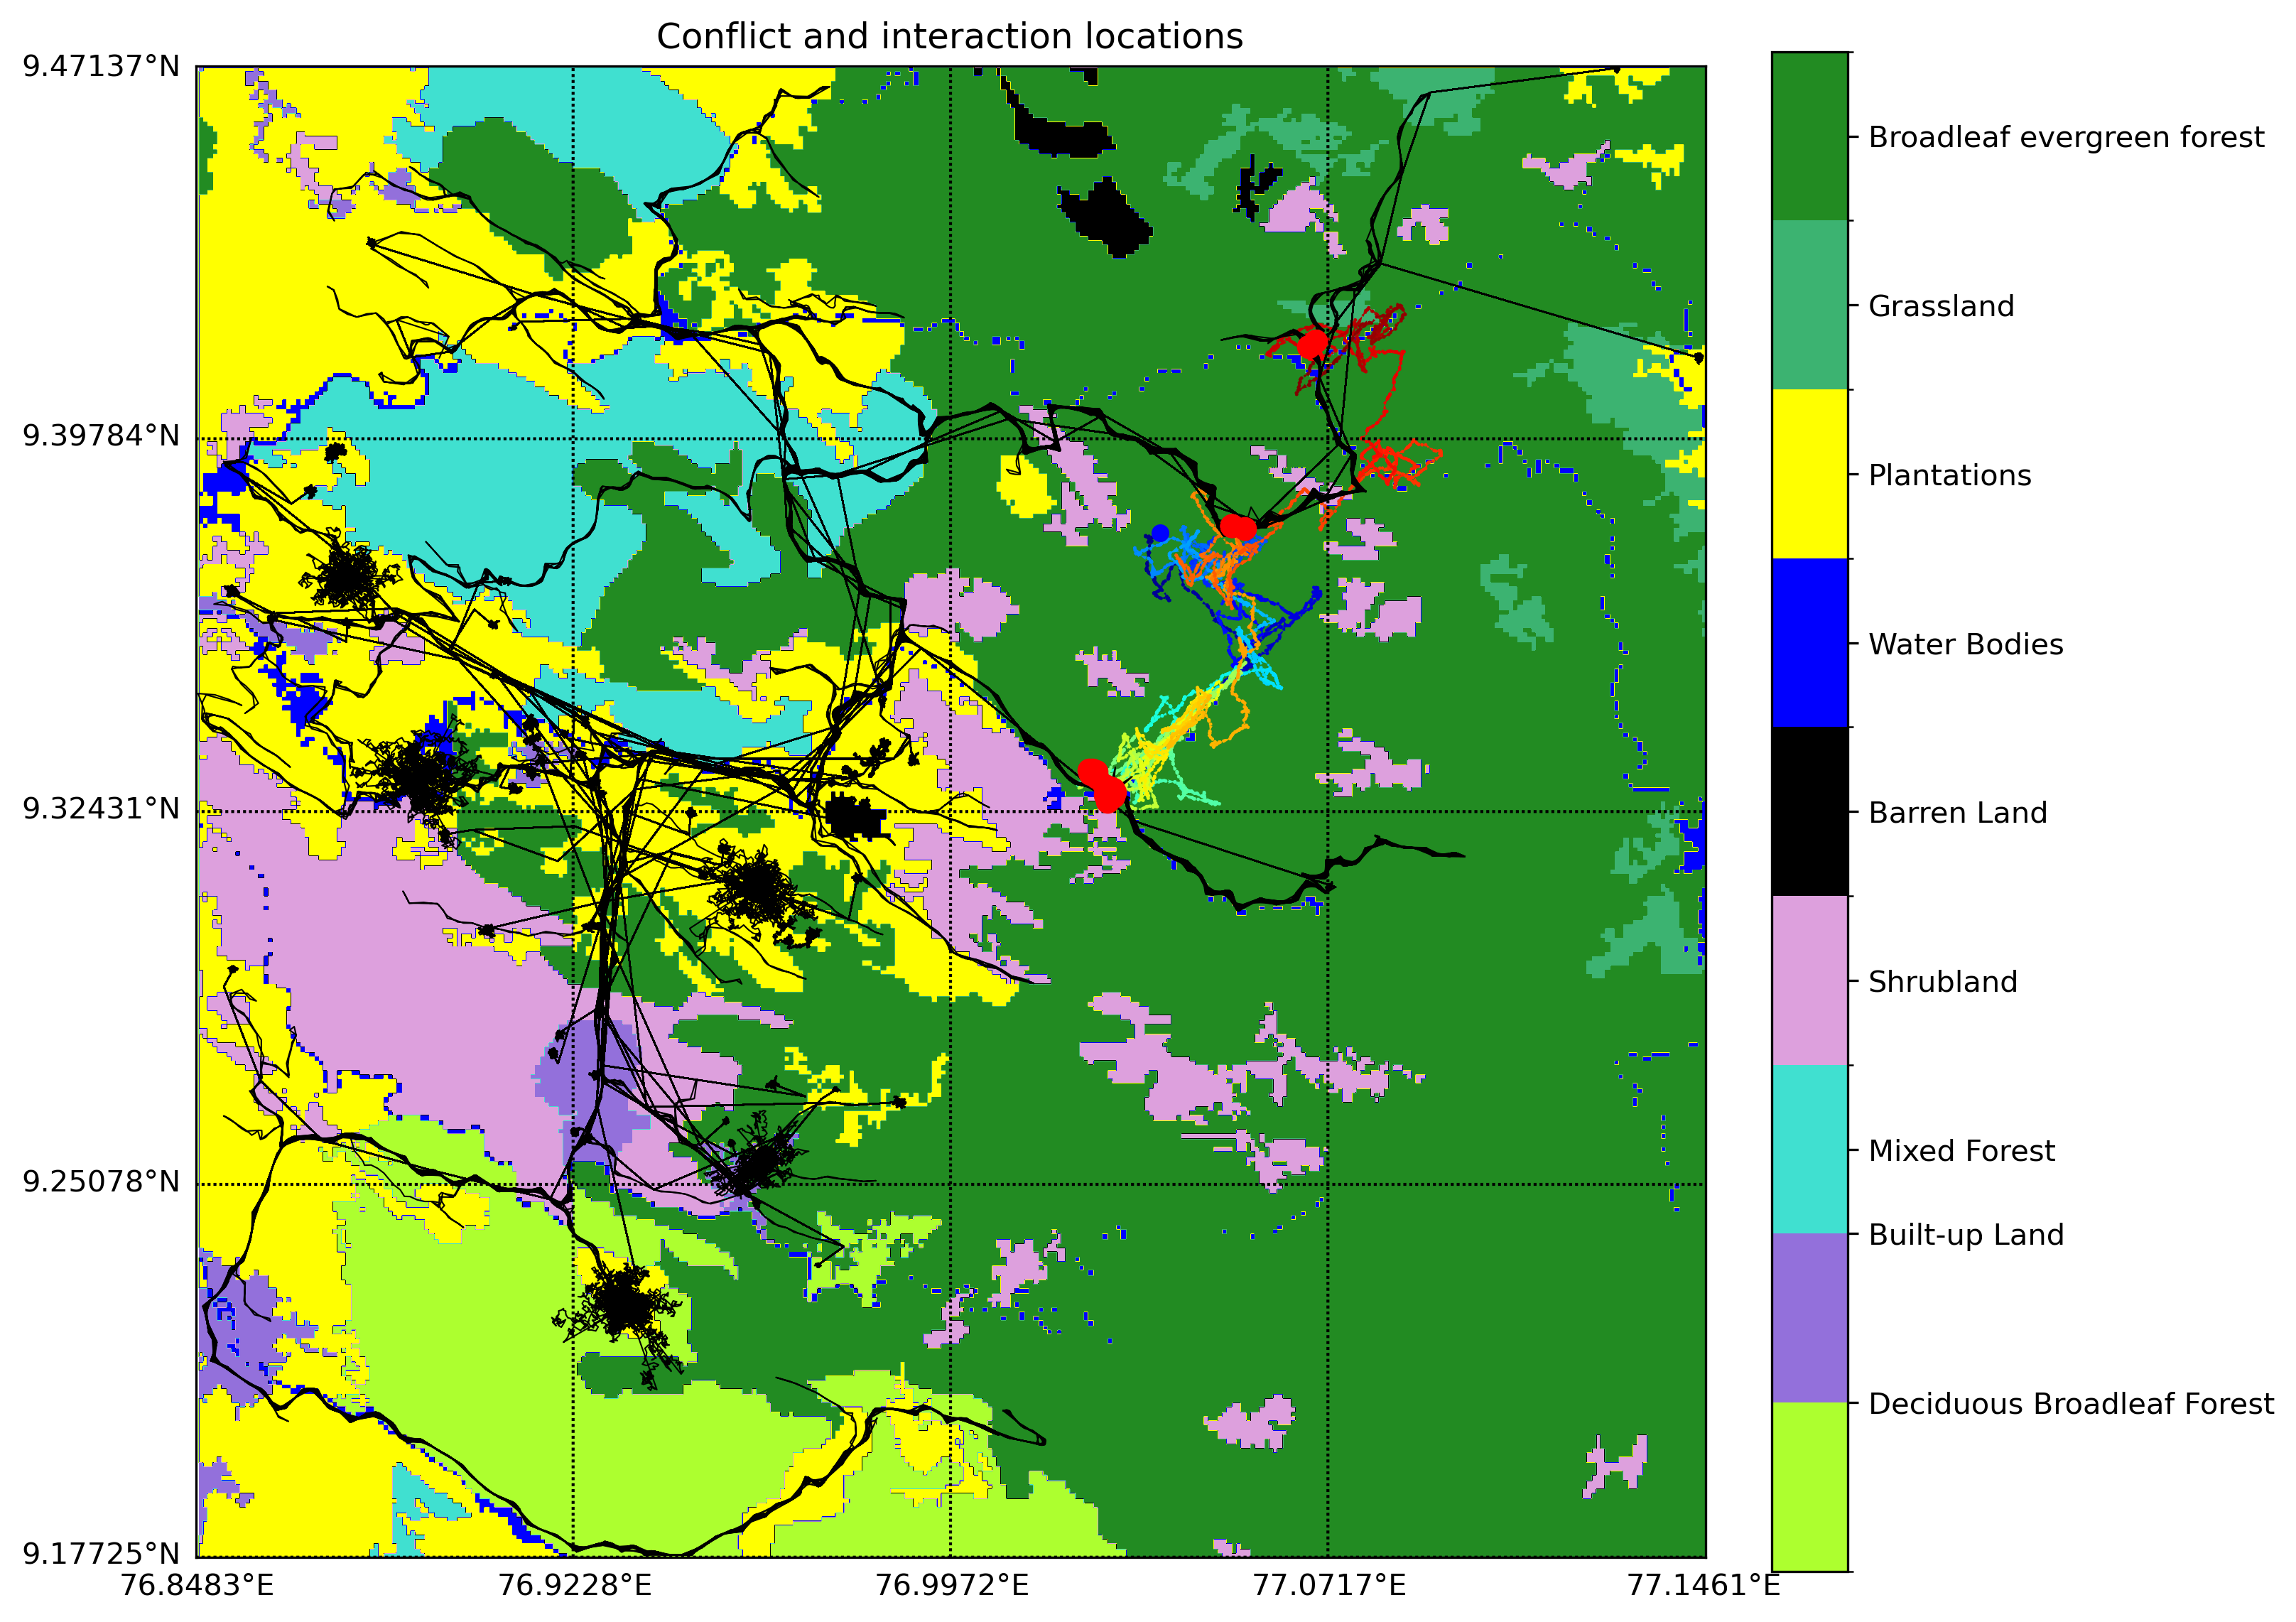 Conflict and interaction locations
9.47137°N
9.39784°N
9.32431°N
9.25078°N
9.17725°N
76.8483°E
76.9228°E
76.9972°E
77.0717°E
77.1461°E
Broadleaf evergreen forest
Grassland
Plantations
Water Bodies
Barren Land
Shrubland
Mixed Forest
Built-up Land
Deciduous Broadleaf Forest